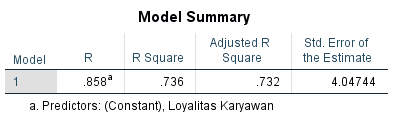 Model Summary
Model R R Square Adjusted R Square Std. Error of the Estimate
1 .858a .736 .732 4.04744
a. Predictors: (Constant), Loyalitas Karyawan